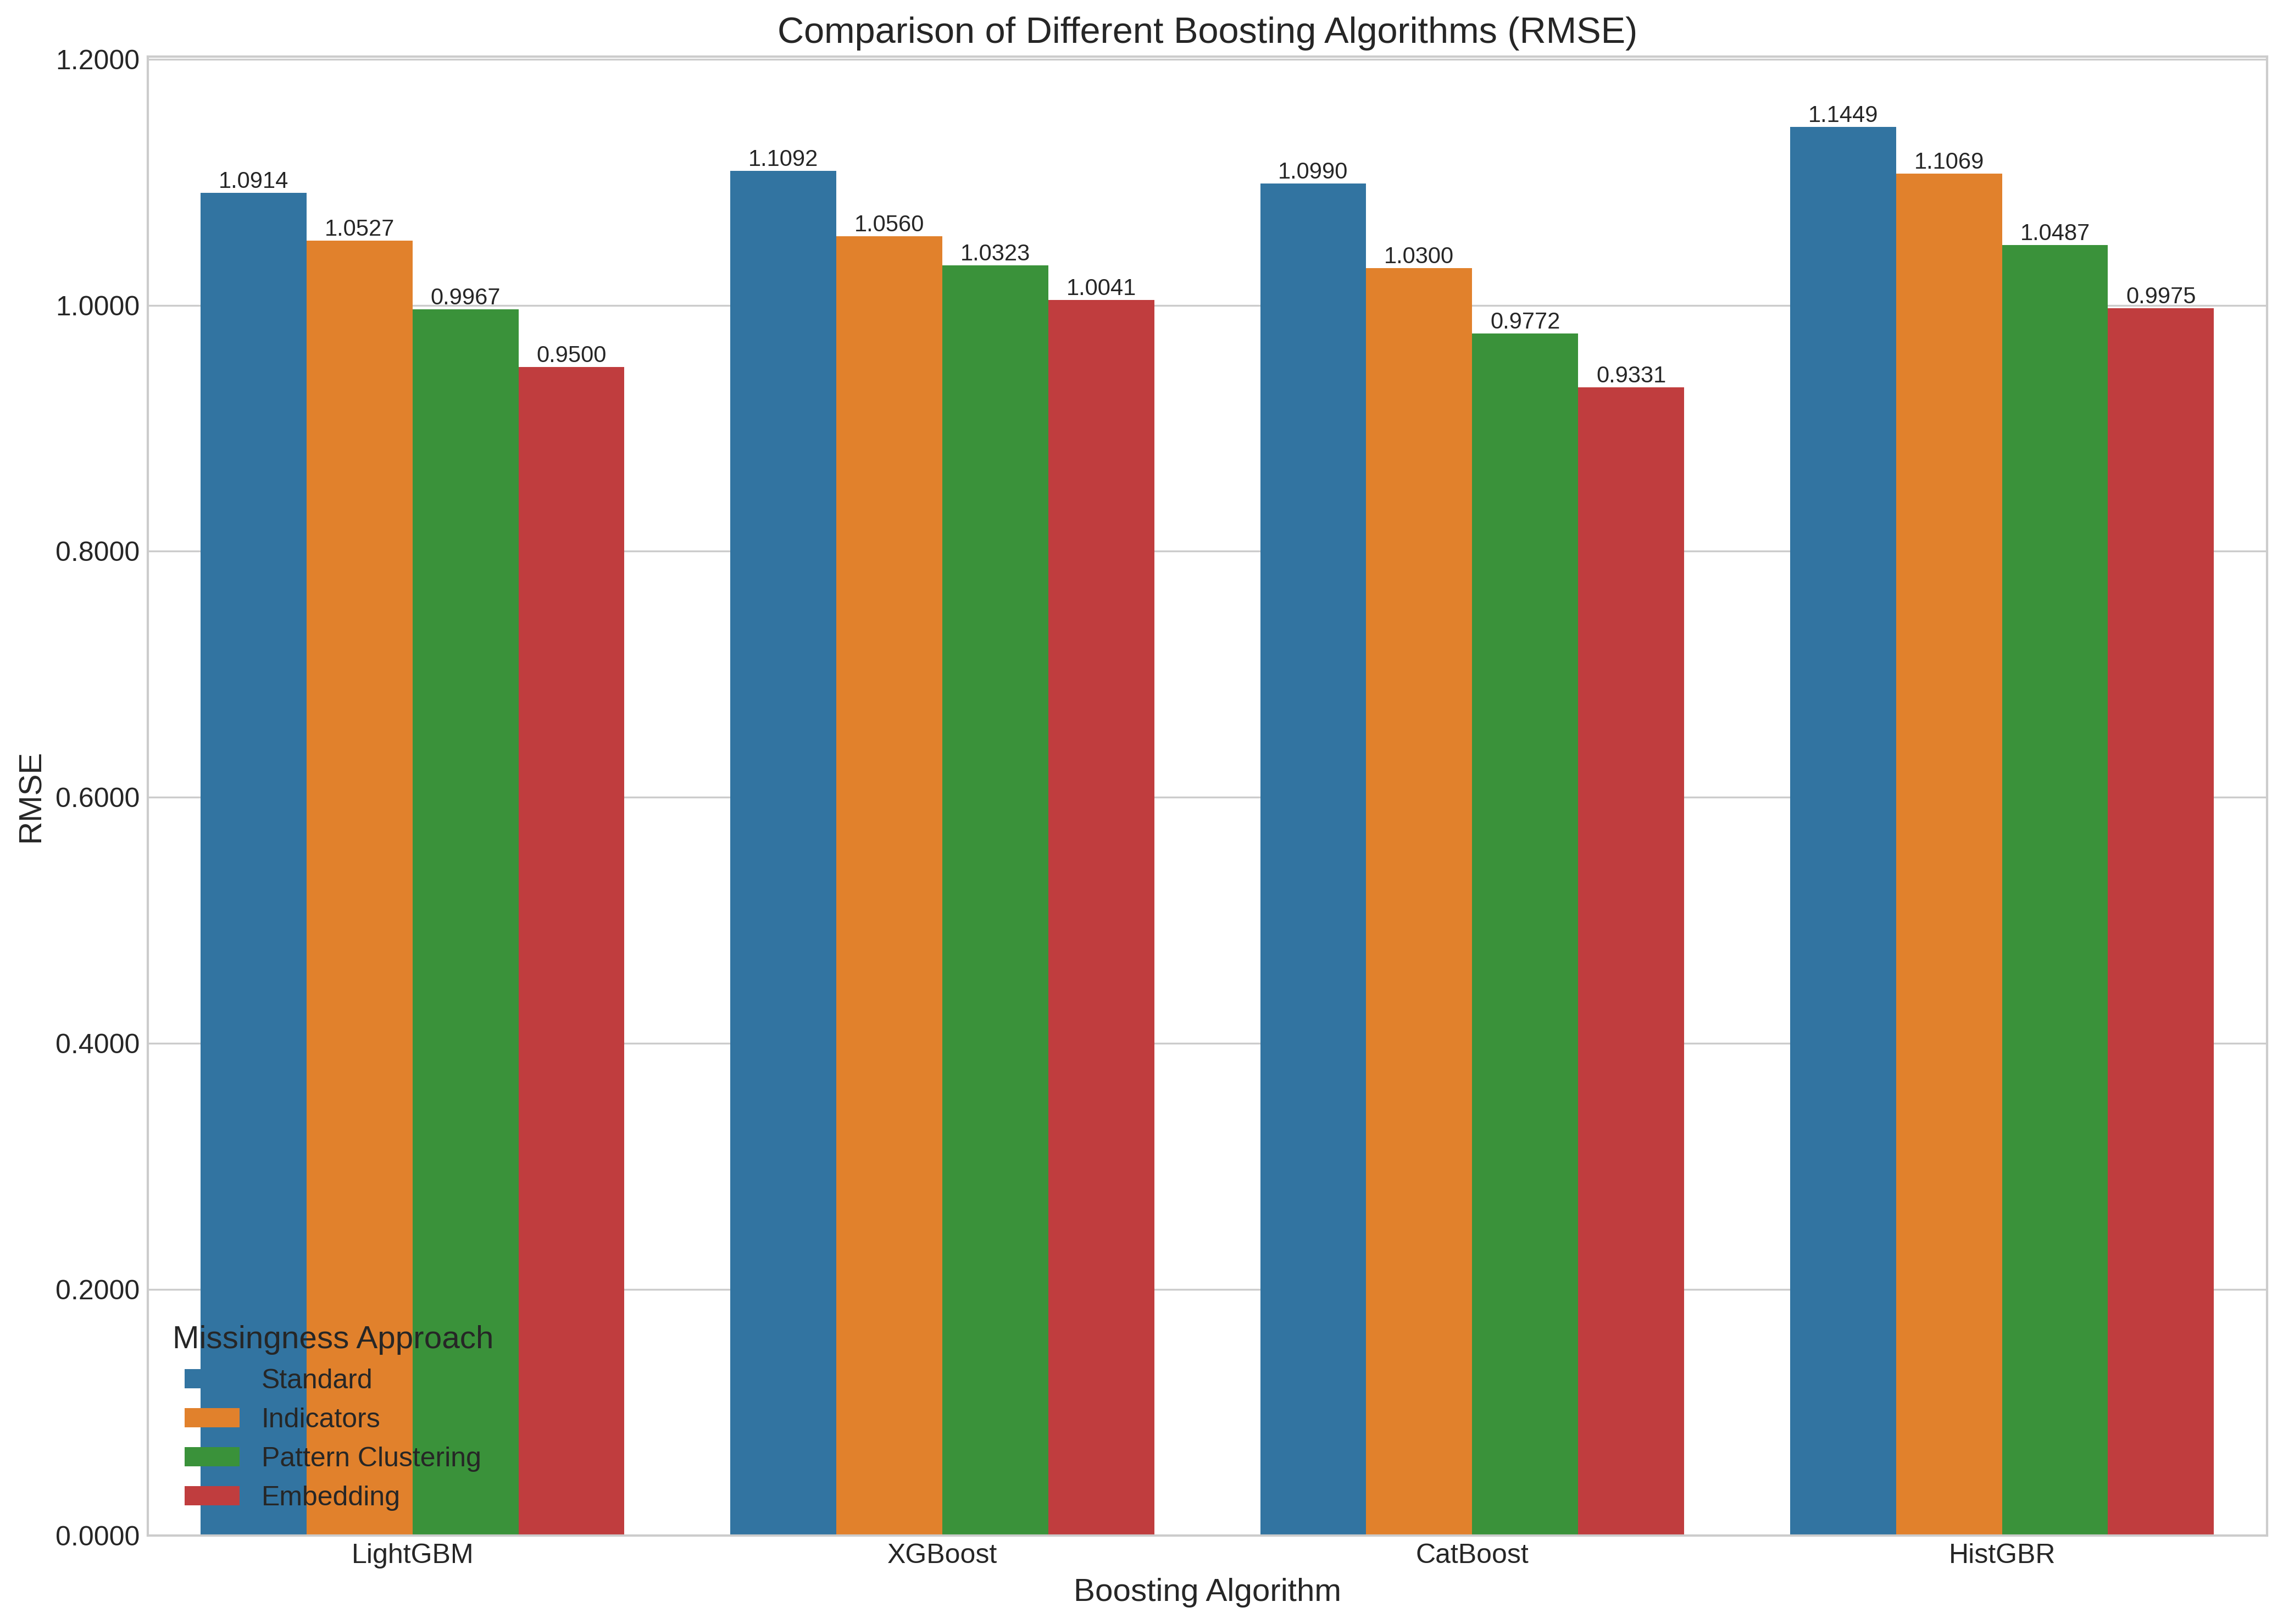 Comparison of Different Boosting Algorithms (RMSE)
1.2000
1.0000
0.8000
0.6000
0.4000
0.2000
0.0000
RMSE
1.0914
1.0527
0.9967
0.9500
1.1092
1.0560
1.0323
1.0041
1.0990
1.0300
0.9772
0.9331
1.1449
1.1069
1.0487
0.9975
Missingness Approach
Standard
Indicators
Pattern Clustering
Embedding
LightGBM
XGBoost
CatBoost
HistGBR
Boosting Algorithm